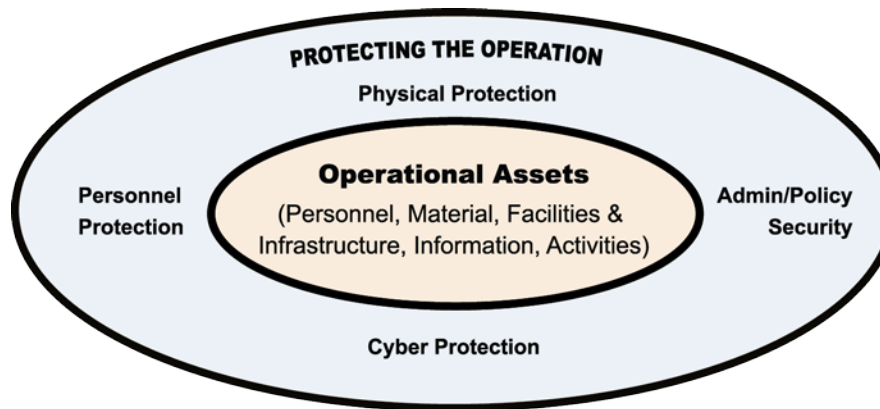 PROTECTING THE OPERATION
Physical Protection
Operational Assets
(Personnel, Material, Facilities &
Infrastructure, Information, Activities)
Personnel
Protection
Admin/Policy
Security
Cyber Protection